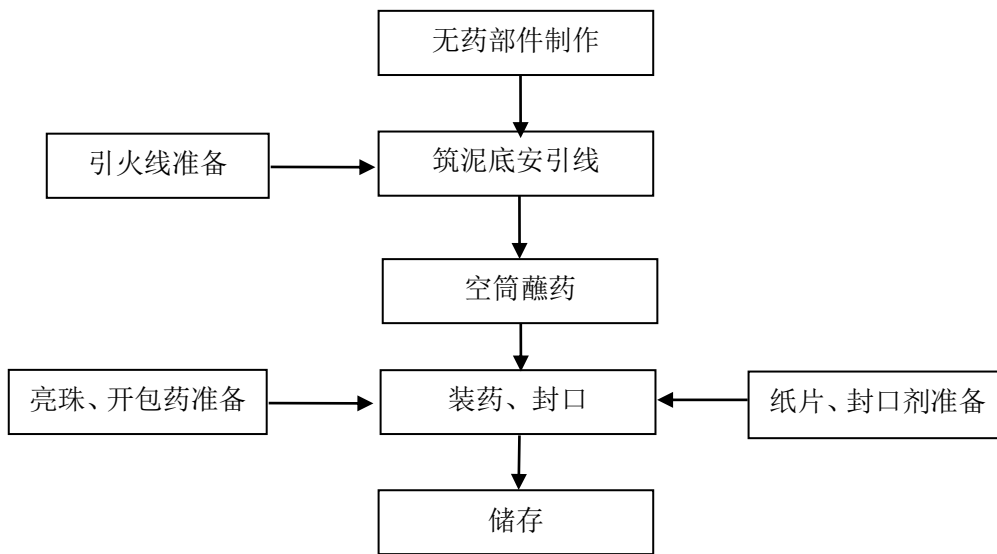 无药部件制作
引火线准备
筑泥底安引线
空筒蘸药
亮珠、开包药准备
装药、封口
纸片、封口剂准备
储存